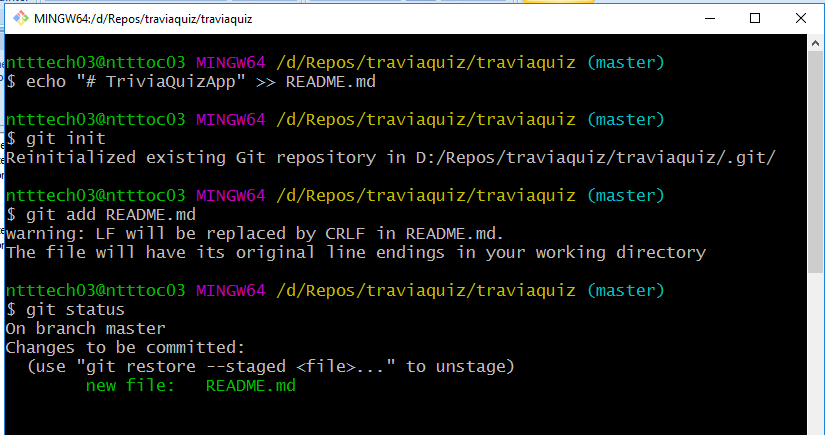 MINGW64:/d/Repos/traviaquiz/traviaquiz
ntttech03@ntttoc03 MINGW64 /d/Repos/traviaquiz/traviaquiz (master)
$ echo "# TriviaQuizApp" >> README.md
ntttech03@ntttoc03 MINGW64 /d/Repos/traviaquiz/traviaquiz (master)
$ git init
Reinitialized existing Git repository in D:/Repos/traviaquiz/traviaquiz/.git/
ntttech03@ntttoc03 MINGW64 /d/Repos/traviaquiz/traviaquiz (master)
$ git add README.md
warning: LF will be replaced by CRLF in README.md.
The file will have its original line endings in your working directory
ntttech03@ntttoc03 MINGW64 /d/Repos/traviaquiz/traviaquiz (master)
$ git status
On branch master
Changes to be committed:
  (use "git restore --staged <file>..." to unstage)
        new file:   README.md